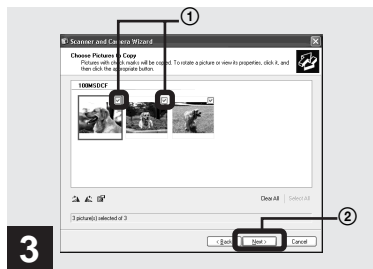 ①
Scanner and Camera Wizard
Choose Pictures to Copy
Pictures with check marks will be copied. To rotate a picture or view its properties, click it, and
then click the appropriate button.
100MSDCF
Clear All
Select All
3 picture(s) selected of 3
②
< Back
Next >
Cancel
3